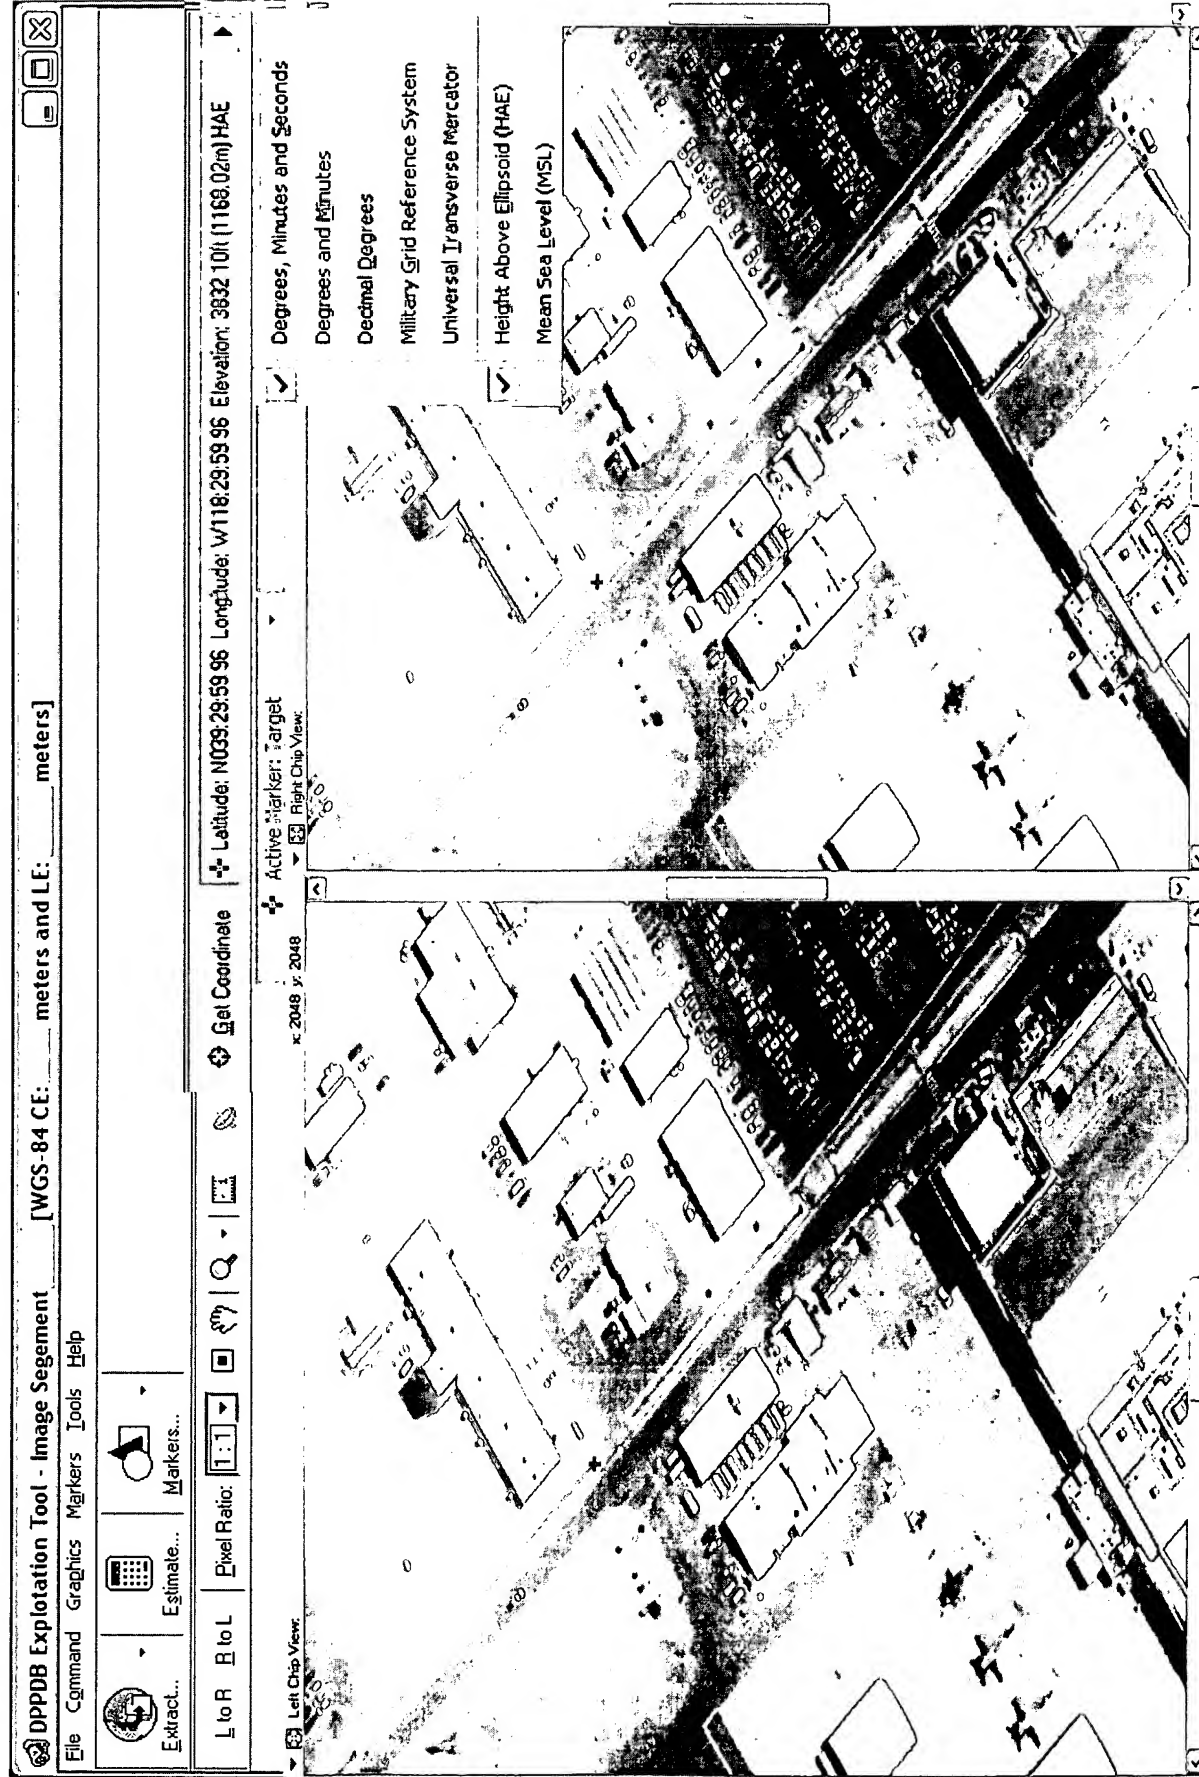 DPPDB Explotation Tool - Image Segement ____ [WGS-84 CE: ____ meters and LE: ____ meters]
File Command Graphics Markers Tools Help
Extract... Estimate... Markers...
L to R R to L Pixel Ratio: 1:1 Get Coordinate Latitude: N039:29:59 96 Longitude: W118:29:59 96 Elevation: 3832 10ft (1168.02m) HAE
Active Marker: Target
Left Chip View: x: 2048 y: 2048 Right Chip View:
Degrees, Minutes and Seconds
Degrees and Minutes
Decimal Degrees
Military Grid Reference System
Universal Transverse Mercator
Height Above Ellipsoid (HAE)
Mean Sea Level (MSL)